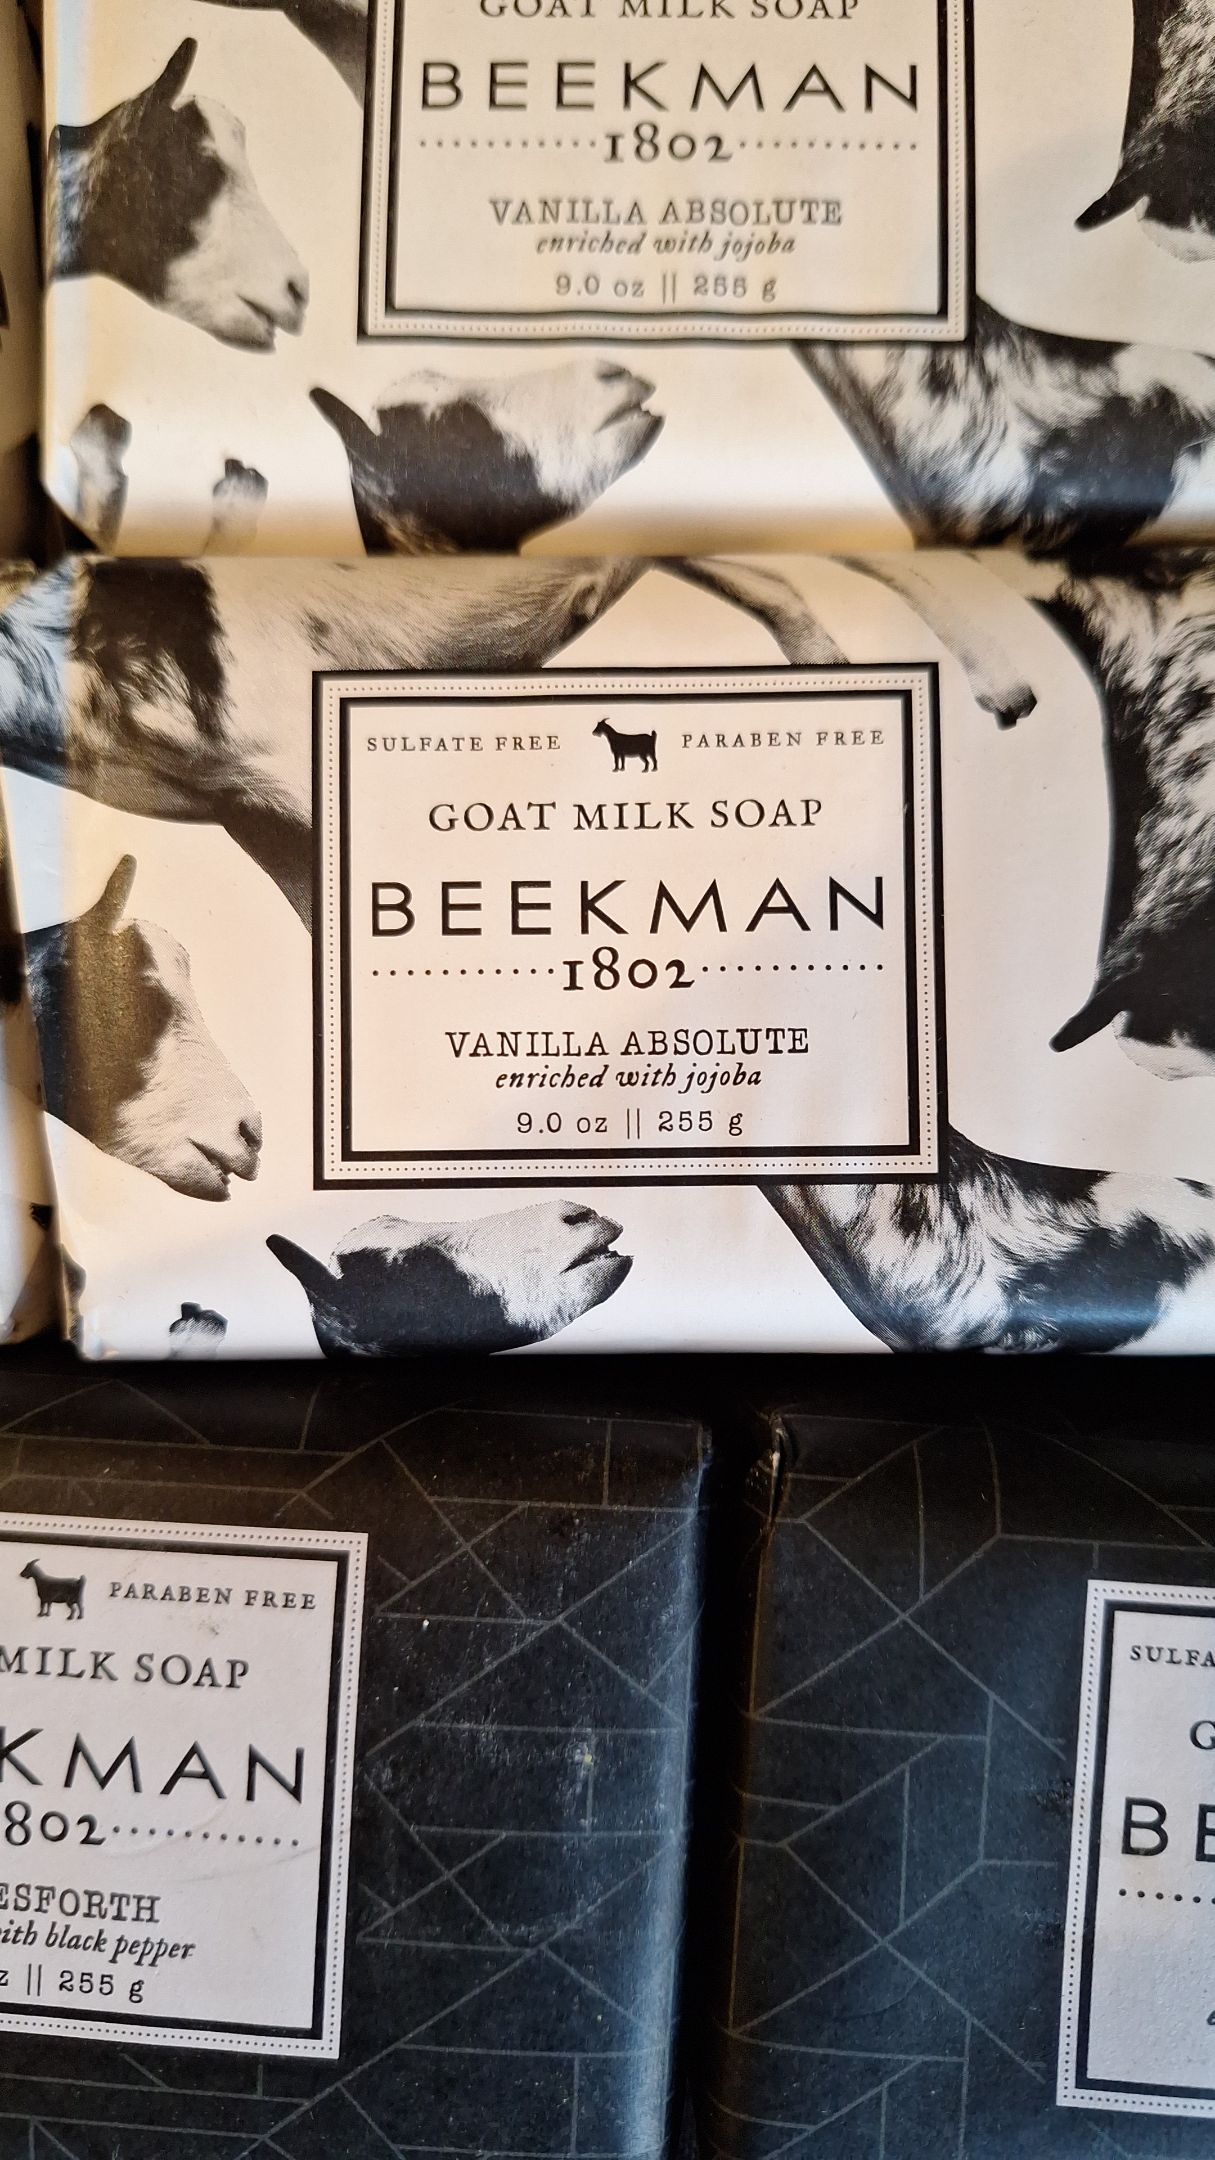 GOAT MILK SOAP
BEEKMAN
1802
VANILLA ABSOLUTE
enriched with jojoba
9.0 oz || 255 g
SULFATE FREE PARABEN FREE
GOAT MILK SOAP
BEEKMAN
1802
VANILLA ABSOLUTE
enriched with jojoba
9.0 oz || 255 g
PARABEN FREE
MILK SOAP
KMAN
802
ESFORTH
ith black pepper
z || 255 g
SULFA
G
BE